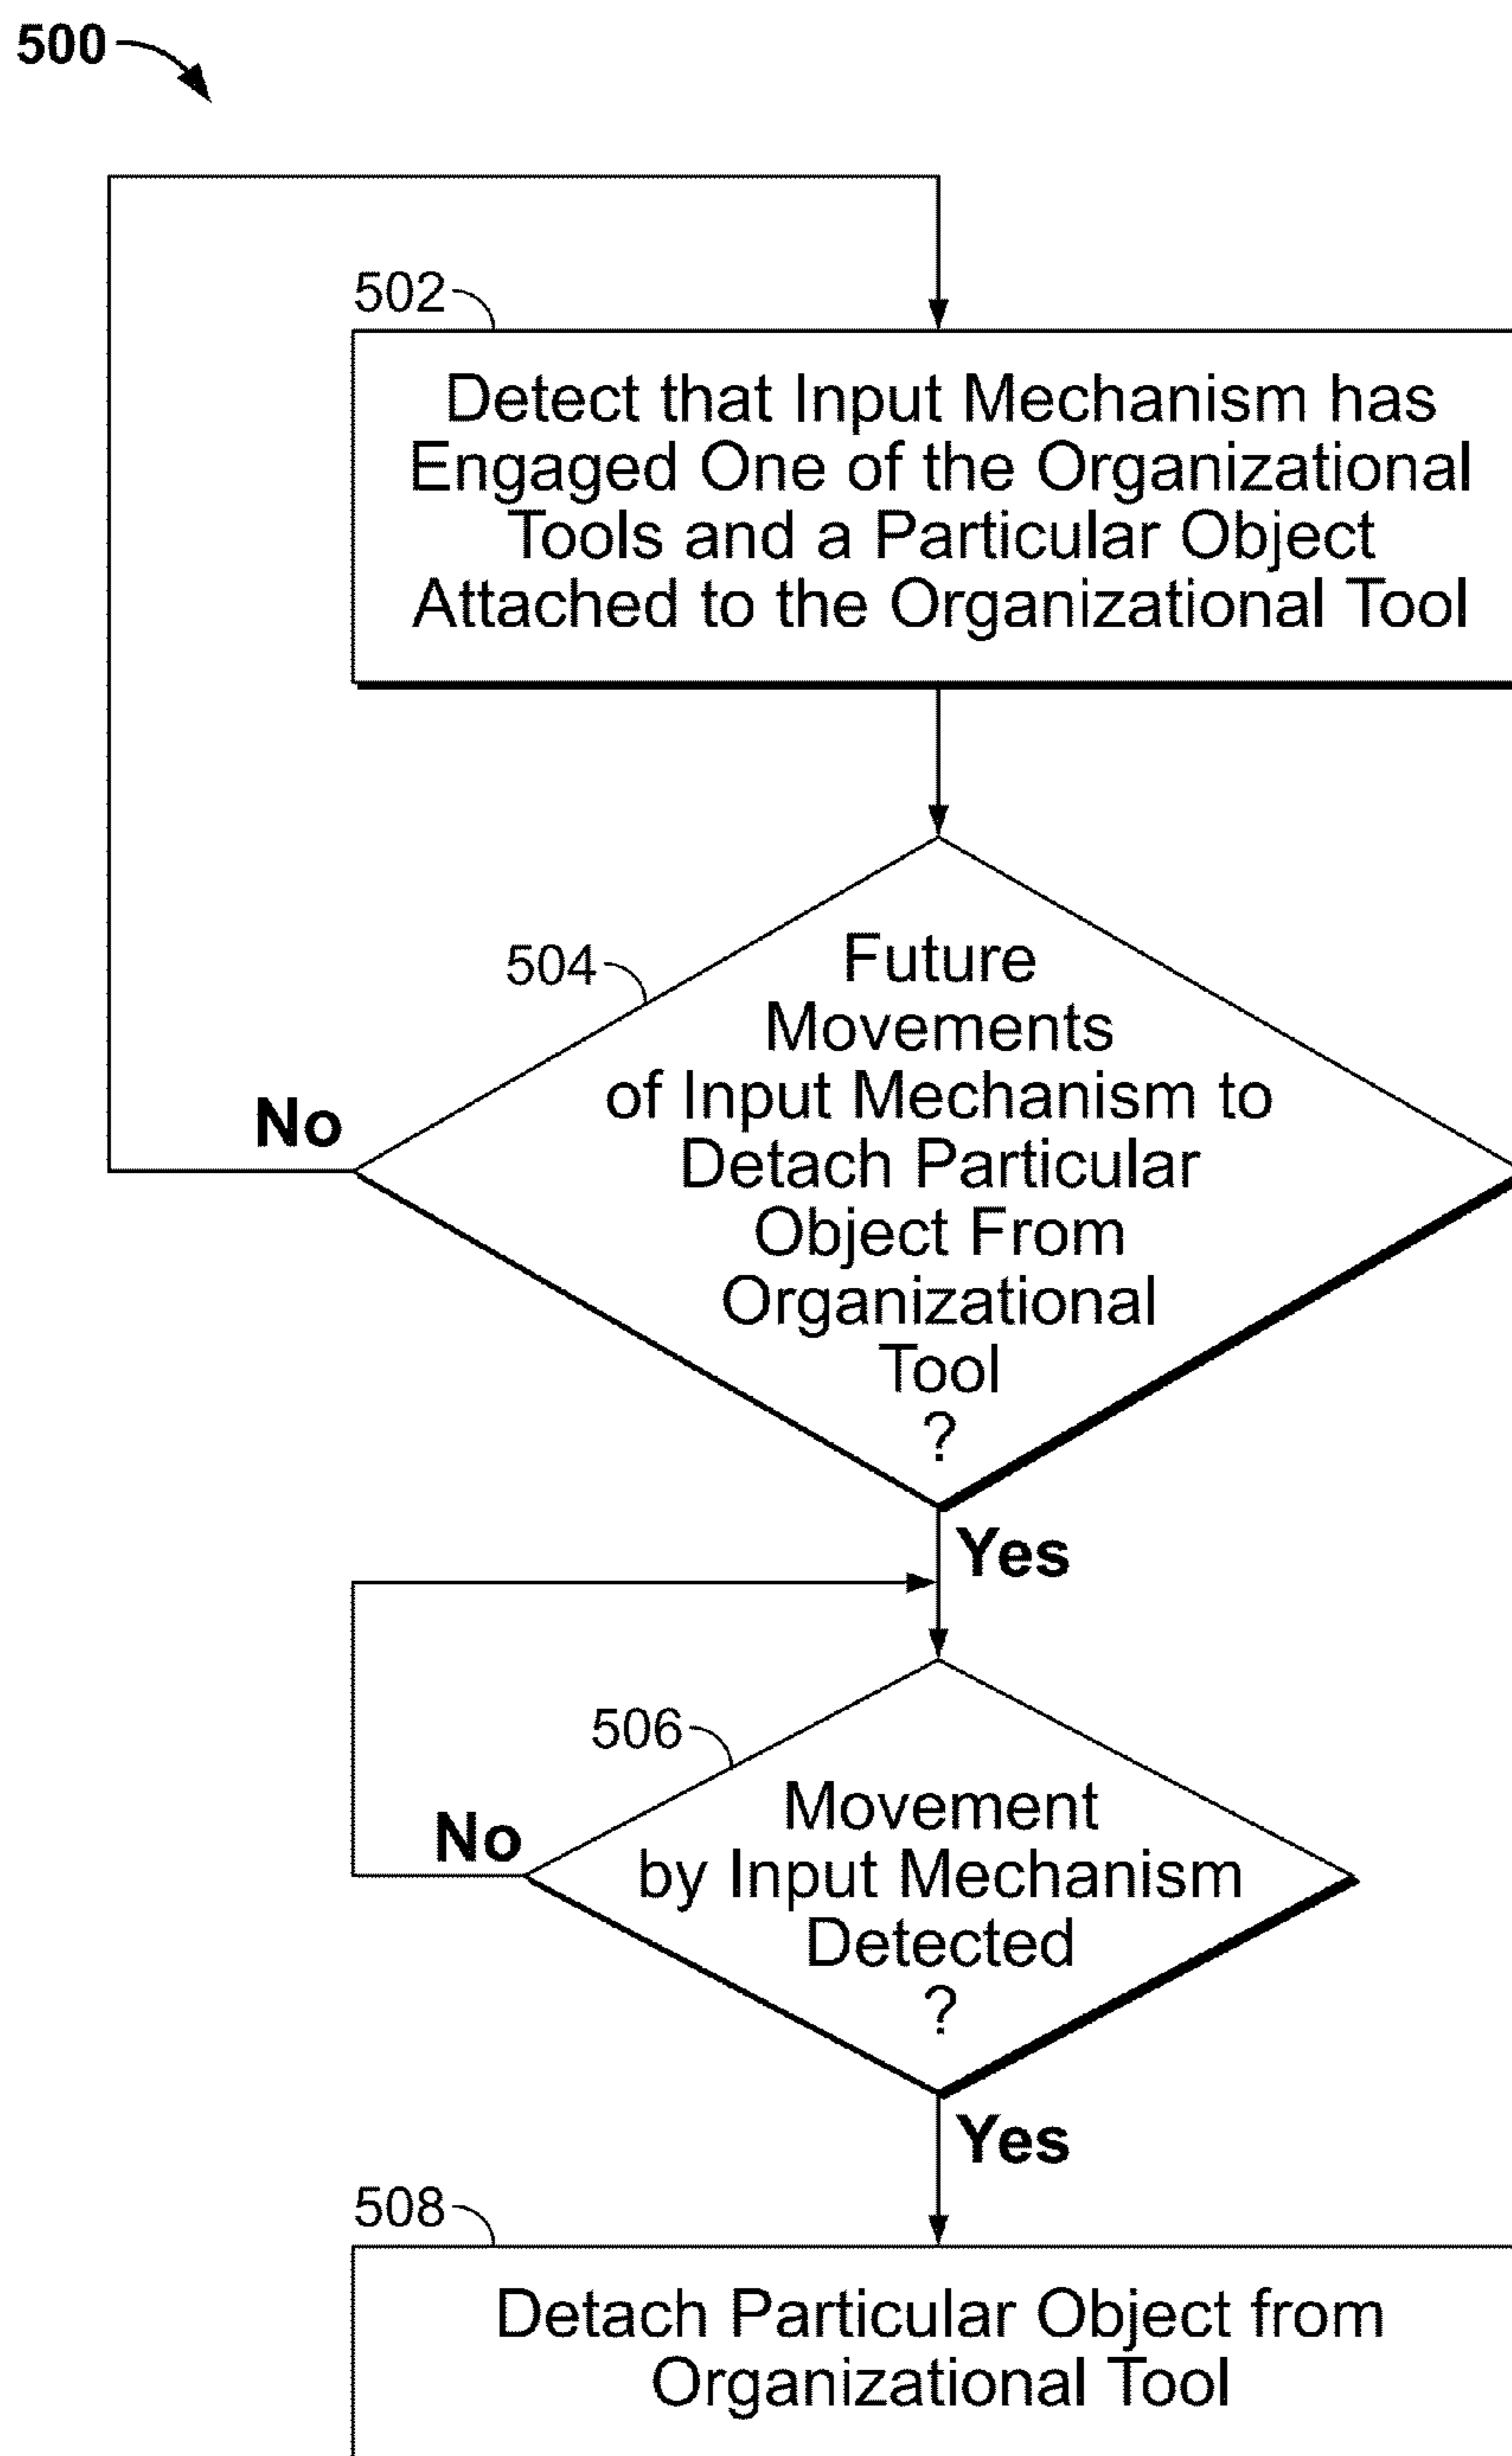 500
502
Detect that Input Mechanism has
Engaged One of the Organizational
Tools and a Particular Object
Attached to the Organizational Tool
504
Future
Movements
of Input Mechanism to
Detach Particular
Object From
Organizational
Tool
?
No
Yes
506
Movement
by Input Mechanism
Detected
?
No
Yes
508
Detach Particular Object from
Organizational Tool